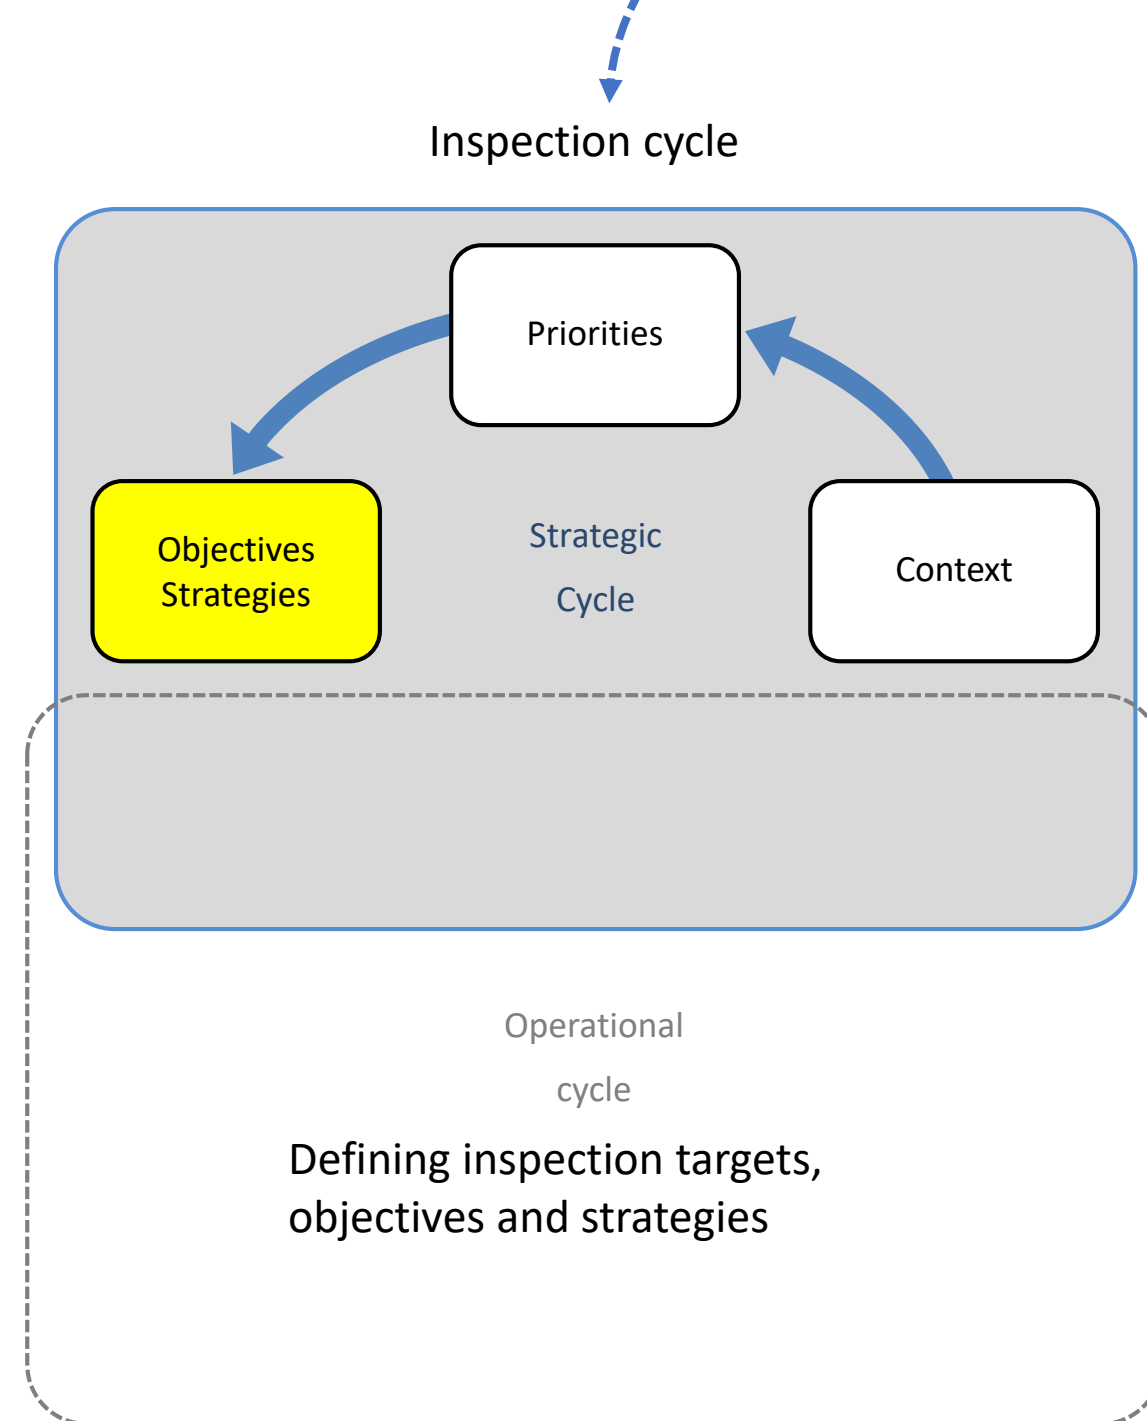 Inspection cycle
Priorities
Objectives
Strategies
Strategic
Cycle
Context
Operational
cycle
Defining inspection targets,
objectives and strategies